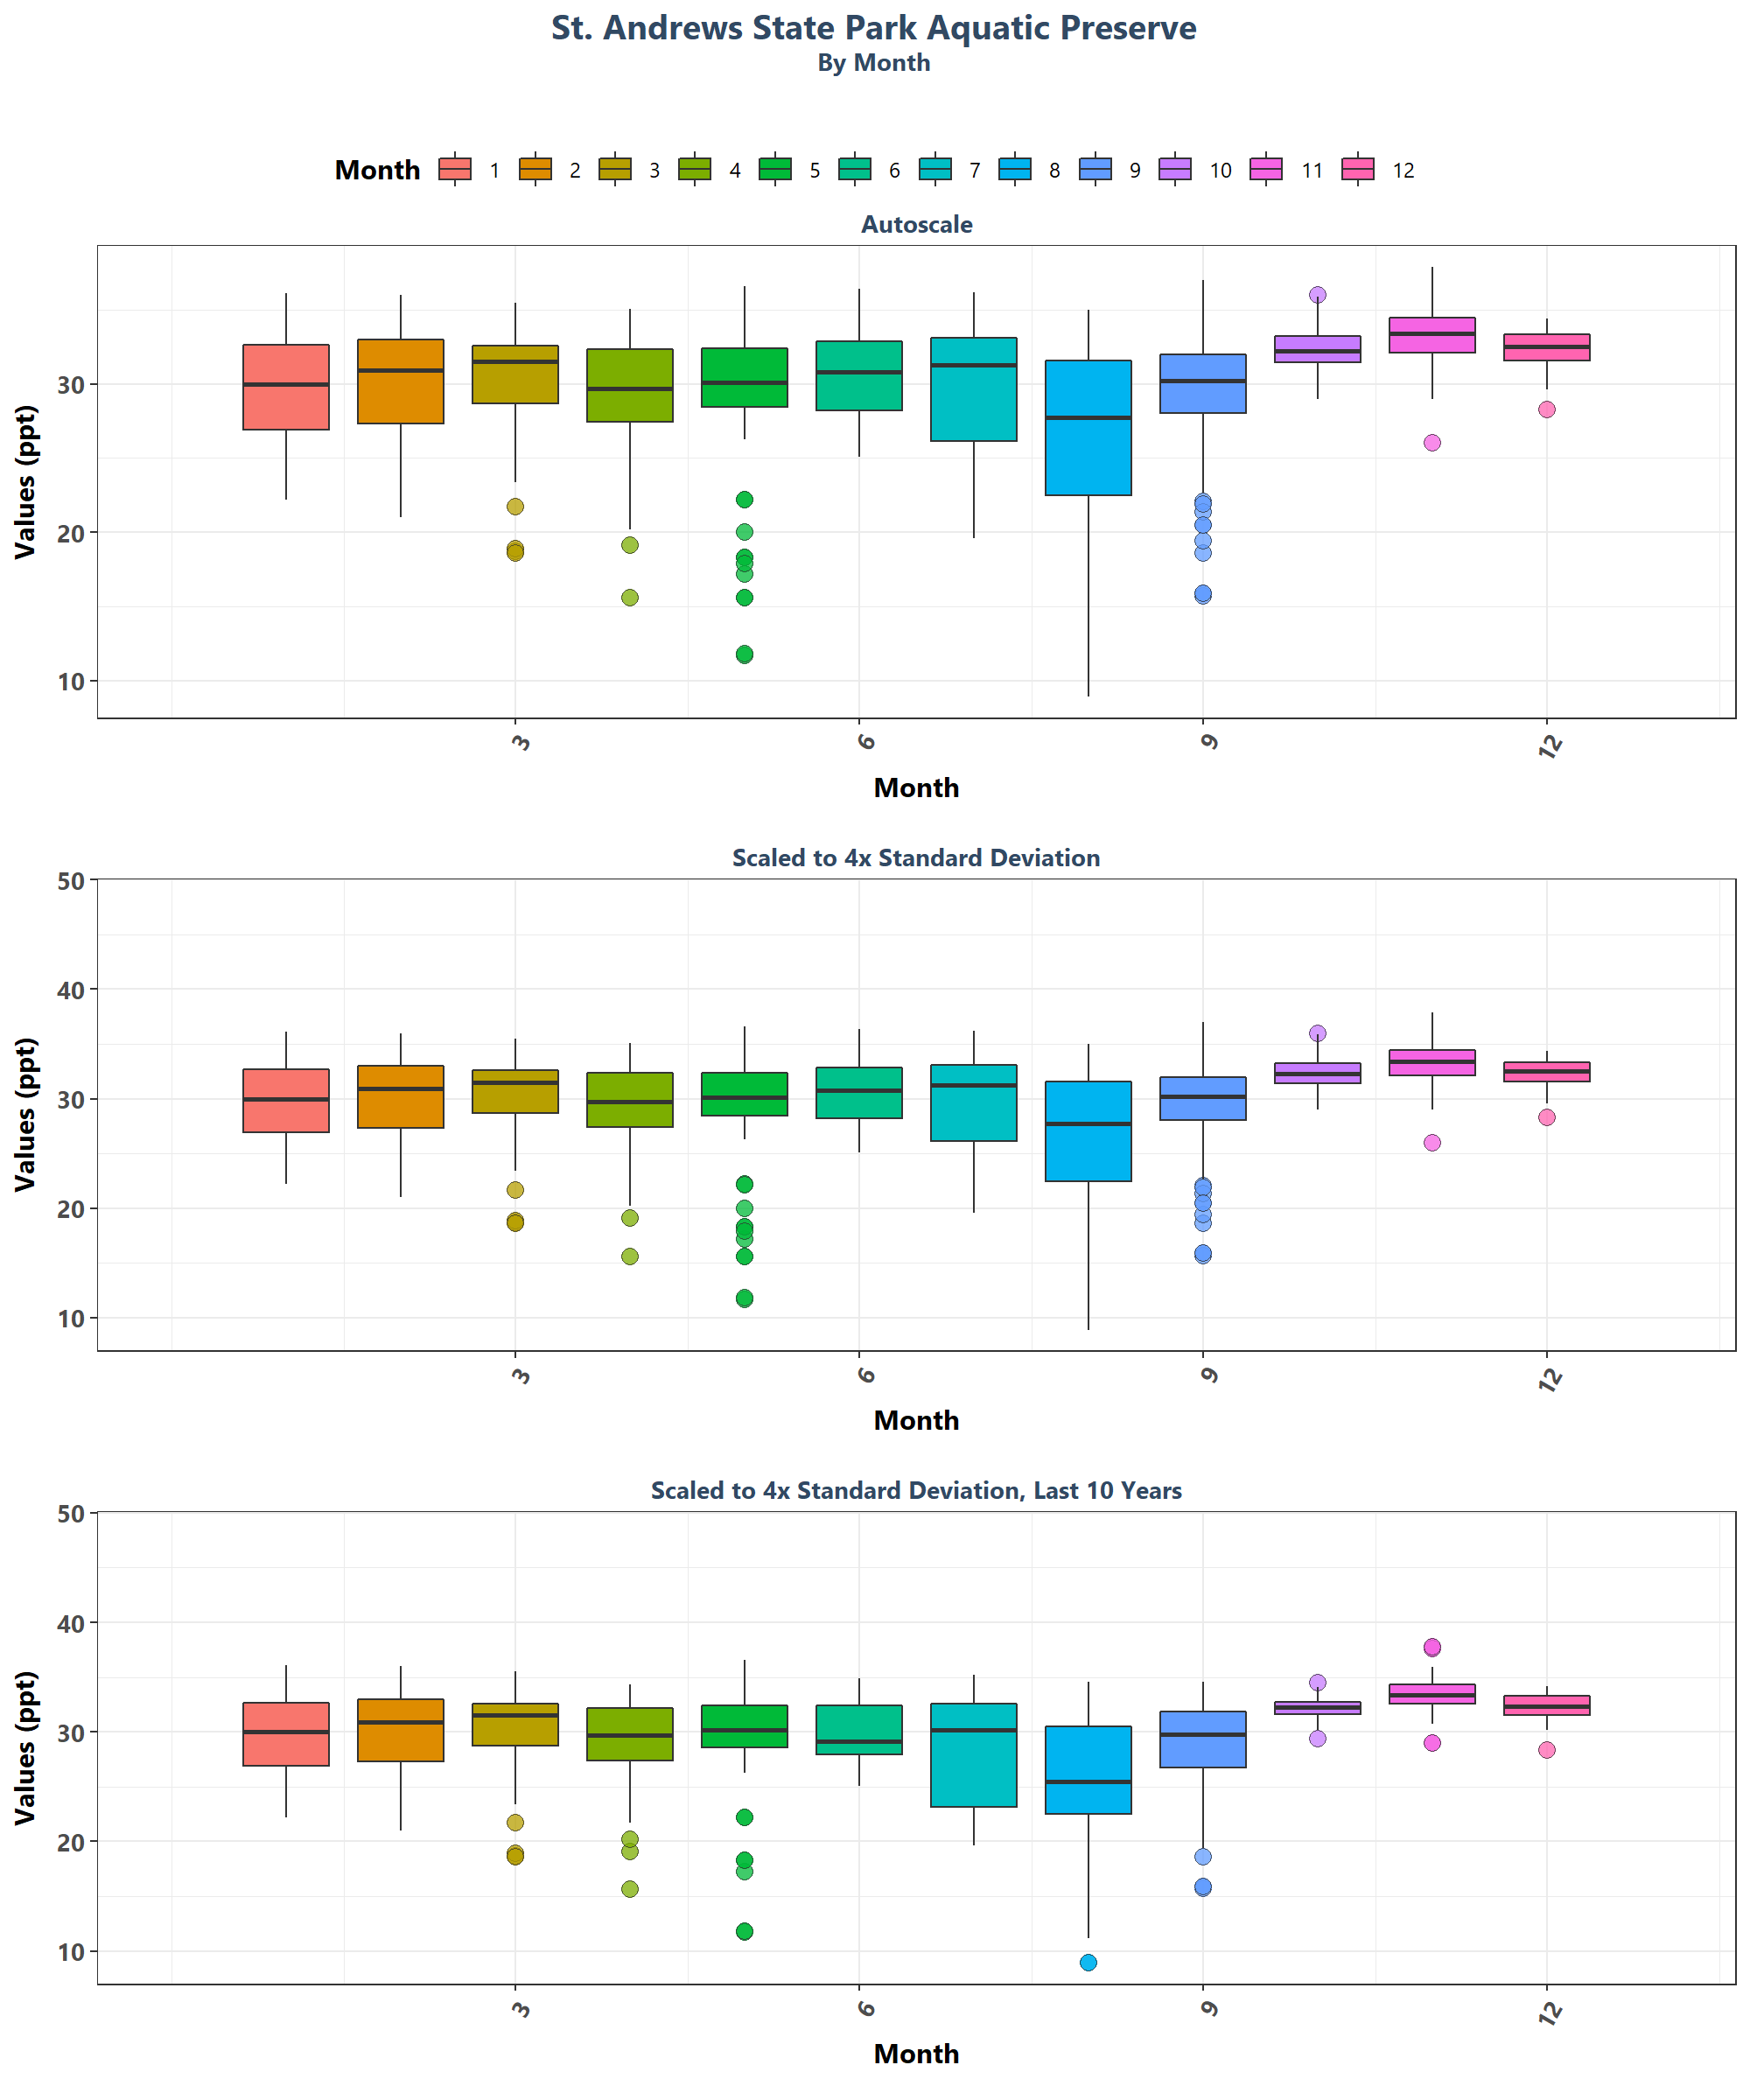 St. Andrews State Park Aquatic Preserve
By Month
Month 1 2 3 4 5 6 7 8 9 10 11 12
Autoscale
Values (ppt)
30
20
10
3 6 9 12
Month
Scaled to 4x Standard Deviation
Values (ppt)
50
40
30
20
10
3 6 9 12
Month
Scaled to 4x Standard Deviation, Last 10 Years
Values (ppt)
50
40
30
20
10
3 6 9 12
Month